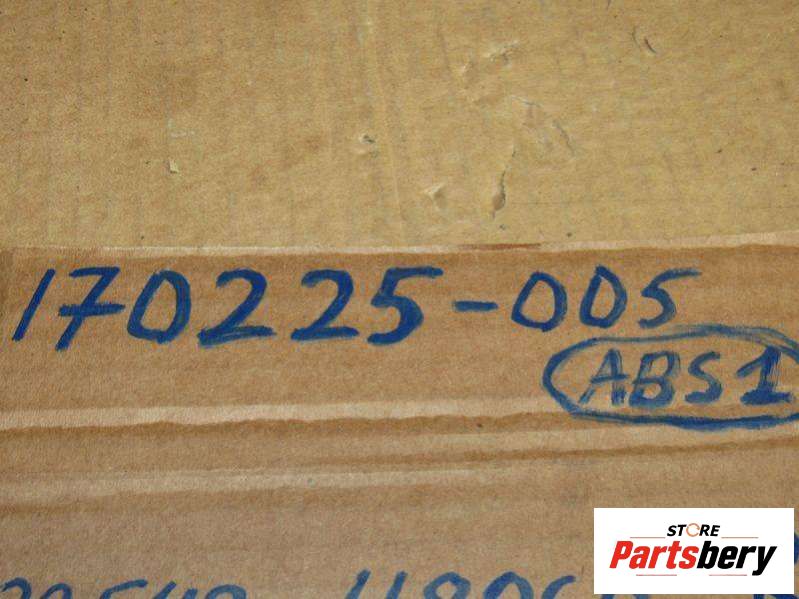 170225-005
ABS1
STORE
Partsbery